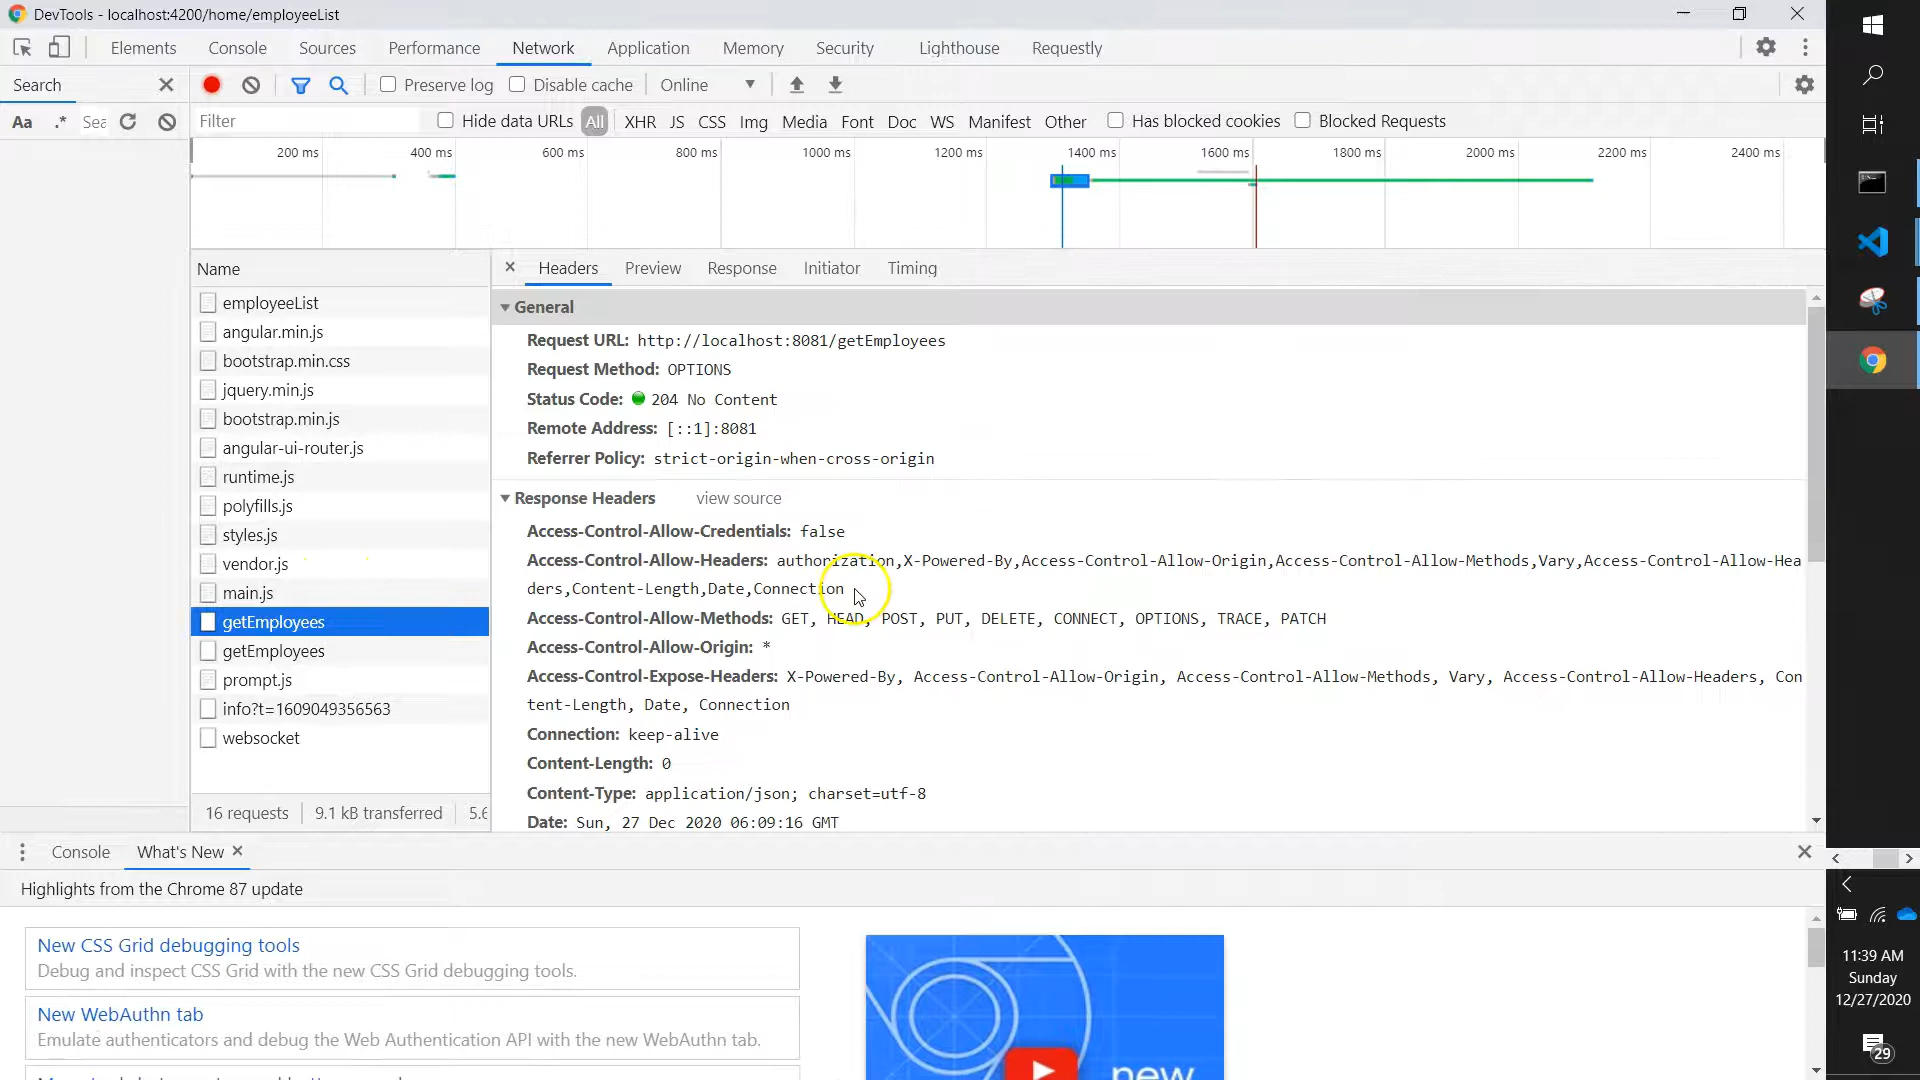 DevTools - localhost:4200/home/employeeList
Elements Console Sources Performance Network Application Memory Security Lighthouse Requestly
Search Preserve log Disable cache Online
Aa .* Sea Filter Hide data URLs All XHR JS CSS Img Media Font Doc WS Manifest Other Has blocked cookies Blocked Requests
200 ms 400 ms 600 ms 800 ms 1000 ms 1200 ms 1400 ms 1600 ms 1800 ms 2000 ms 2200 ms 2400 ms
Name
employeeList
angular.min.js
bootstrap.min.css
jquery.min.js
bootstrap.min.js
angular-ui-router.js
runtime.js
polyfills.js
styles.js
vendor.js
main.js
getEmployees
getEmployees
prompt.js
info?t=1609049356563
websocket
16 requests 9.1 kB transferred 5.6
Headers Preview Response Initiator Timing
General
Request URL: http://localhost:8081/getEmployees
Request Method: OPTIONS
Status Code: 204 No Content
Remote Address: [::1]:8081
Referrer Policy: strict-origin-when-cross-origin
Response Headers view source
Access-Control-Allow-Credentials: false
Access-Control-Allow-Headers: authorization,X-Powered-By,Access-Control-Allow-Origin,Access-Control-Allow-Methods,Vary,Access-Control-Allow-Hea
ders,Content-Length,Date,Connection
Access-Control-Allow-Methods: GET, HEAD, POST, PUT, DELETE, CONNECT, OPTIONS, TRACE, PATCH
Access-Control-Allow-Origin: *
Access-Control-Expose-Headers: X-Powered-By, Access-Control-Allow-Origin, Access-Control-Allow-Methods, Vary, Access-Control-Allow-Headers, Con
tent-Length, Date, Connection
Connection: keep-alive
Content-Length: 0
Content-Type: application/json; charset=utf-8
Date: Sun, 27 Dec 2020 06:09:16 GMT
Console What's New
Highlights from the Chrome 87 update
New CSS Grid debugging tools
Debug and inspect CSS Grid with the new CSS Grid debugging tools.
New WebAuthn tab
Emulate authenticators and debug the Web Authentication API with the new WebAuthn tab.
new
11:39 AM
Sunday
12/27/2020
29